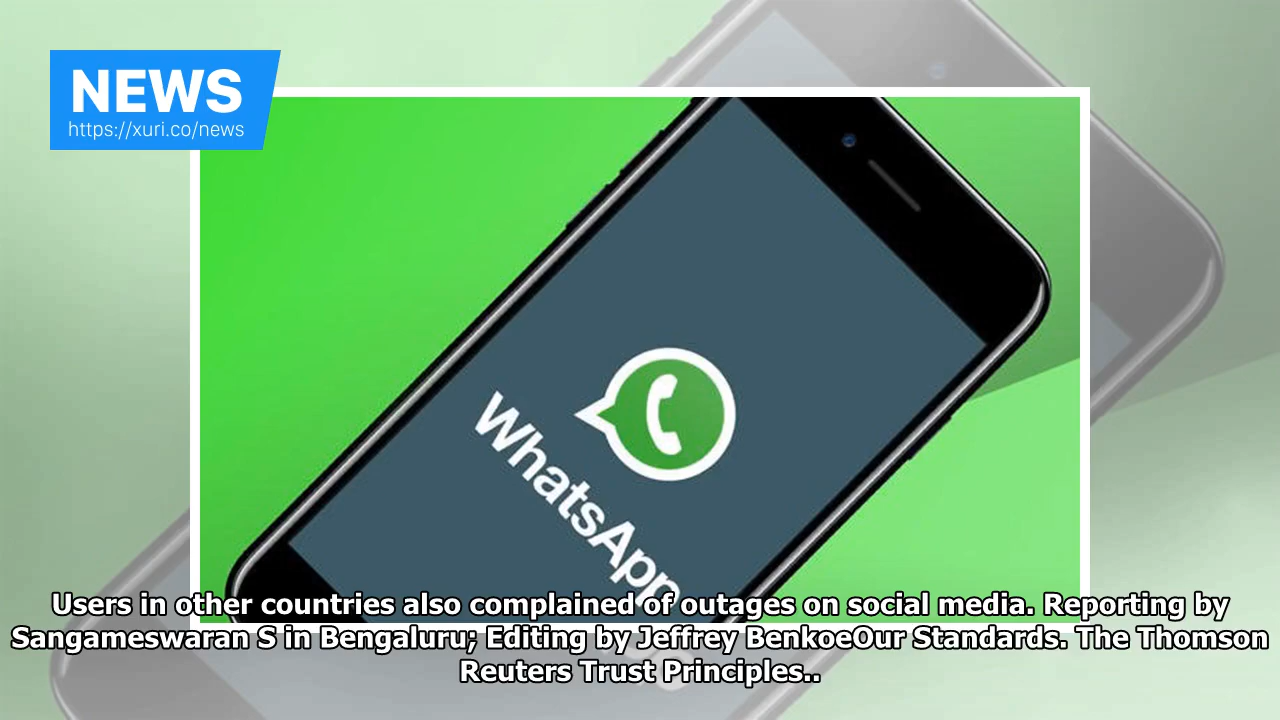 NEWS
https://xuri.co/news
WhatsApp
Users in other countries also complained of outages on social media. Reporting by
Sangameswaran S in Bengaluru; Editing by Jeffrey BenkoeOur Standards. The Thomson
Reuters Trust Principles..